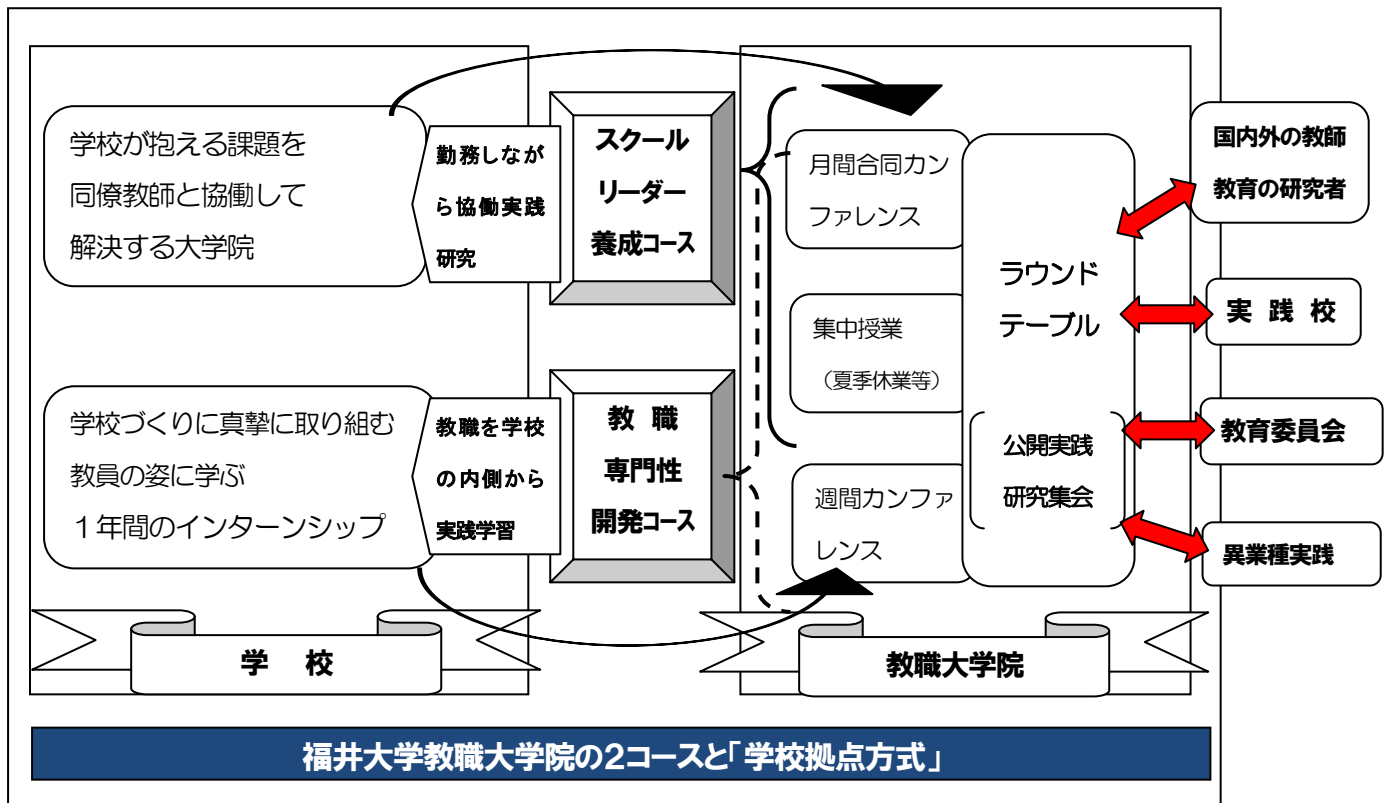 学校が抱える課題を
同僚教師と協働して
解決する大学院
勤務しなが
ら協働実践
研究
スクール
リーダー
養成コース
月間合同カン
ファレンス
集中授業
（夏季休業等）
ラウンド
テーブル
国内外の教師
教育の研究者
実 践 校
学校づくりに真摯に取り組む
教員の姿に学ぶ
１年間のインターンシップ
教職を学校
の内側から
実践学習
教 職
専門性
開発コース
週間カンファ
レンス
公開実践
研究集会
教育委員会
異業種実践
学 校
教職大学院
福井大学教職大学院の2コースと「学校拠点方式」